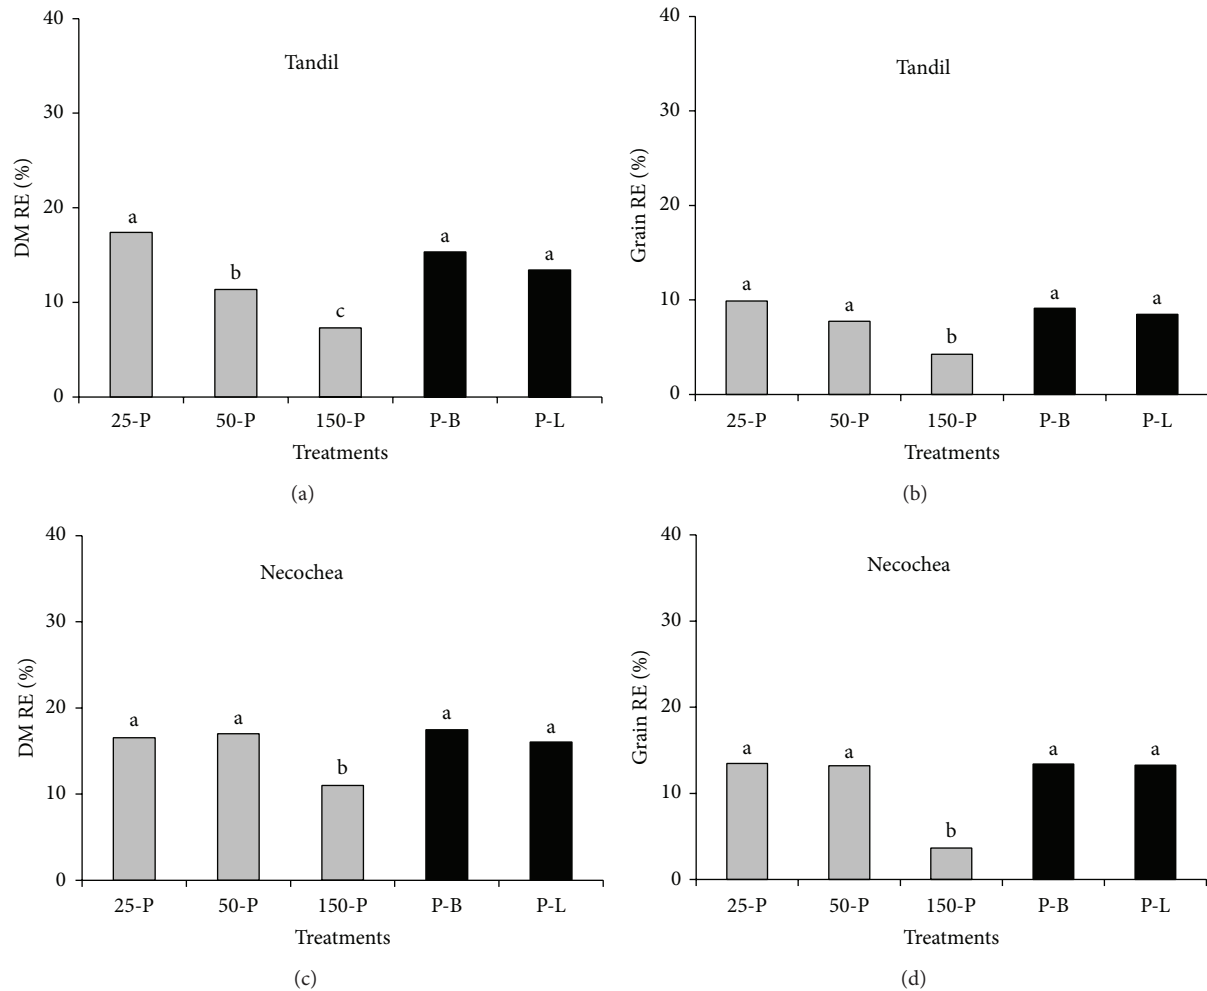 40
30
20
10
0
DM RE (%)
Tandil
a
b
c
a
a
25-P 50-P 150-P P-B P-L
Treatments
(a)
40
30
20
10
0
Grain RE (%)
Tandil
a
a
b
a
a
25-P 50-P 150-P P-B P-L
Treatments
(b)
40
30
20
10
0
DM RE (%)
Necochea
a
a
b
a
a
25-P 50-P 150-P P-B P-L
Treatments
(c)
40
30
20
10
0
Grain RE (%)
Necochea
a
a
b
a
a
25-P 50-P 150-P P-B P-L
Treatments
(d)